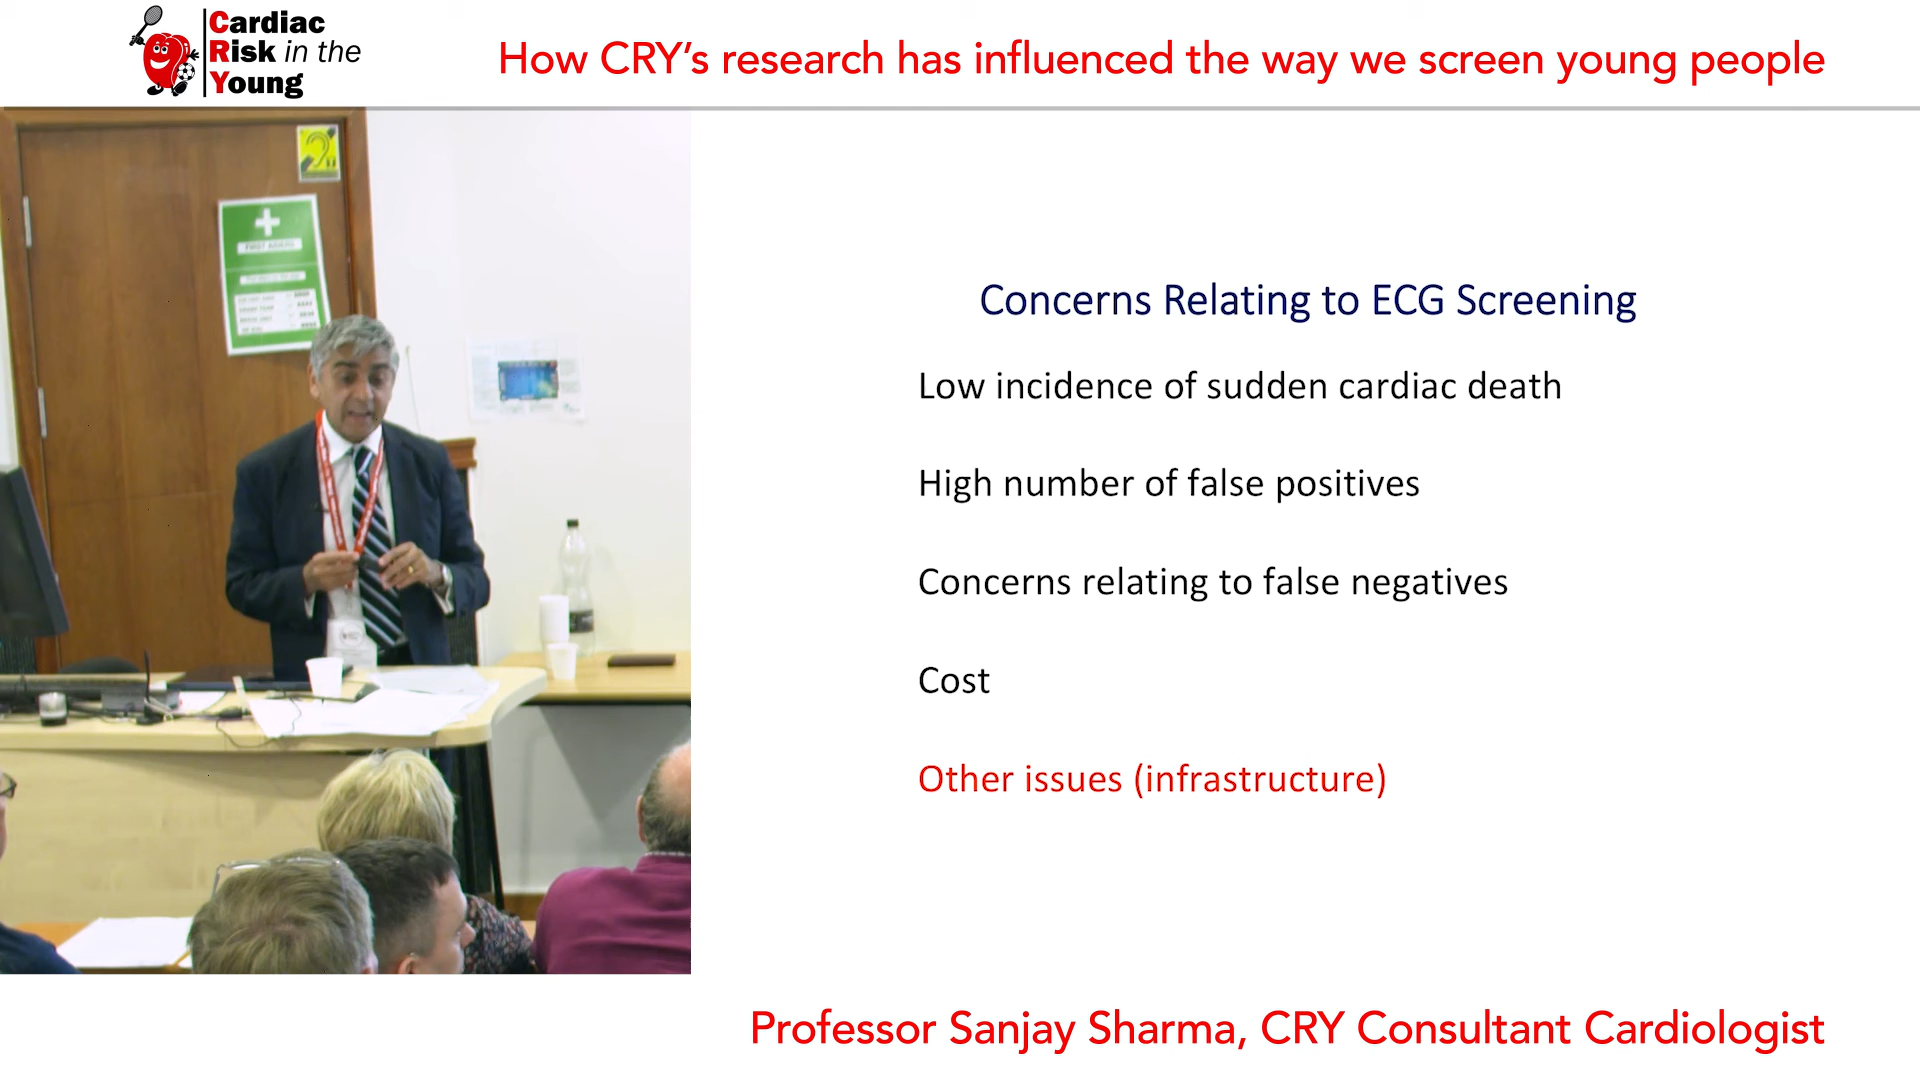 Cardiac
Risk in the
Young
How CRY's research has influenced the way we screen young people
FIRST AIDERS
Concerns Relating to ECG Screening
Low incidence of sudden cardiac death
High number of false positives
Concerns relating to false negatives
Cost
Other issues (infrastructure)
Professor Sanjay Sharma, CRY Consultant Cardiologist